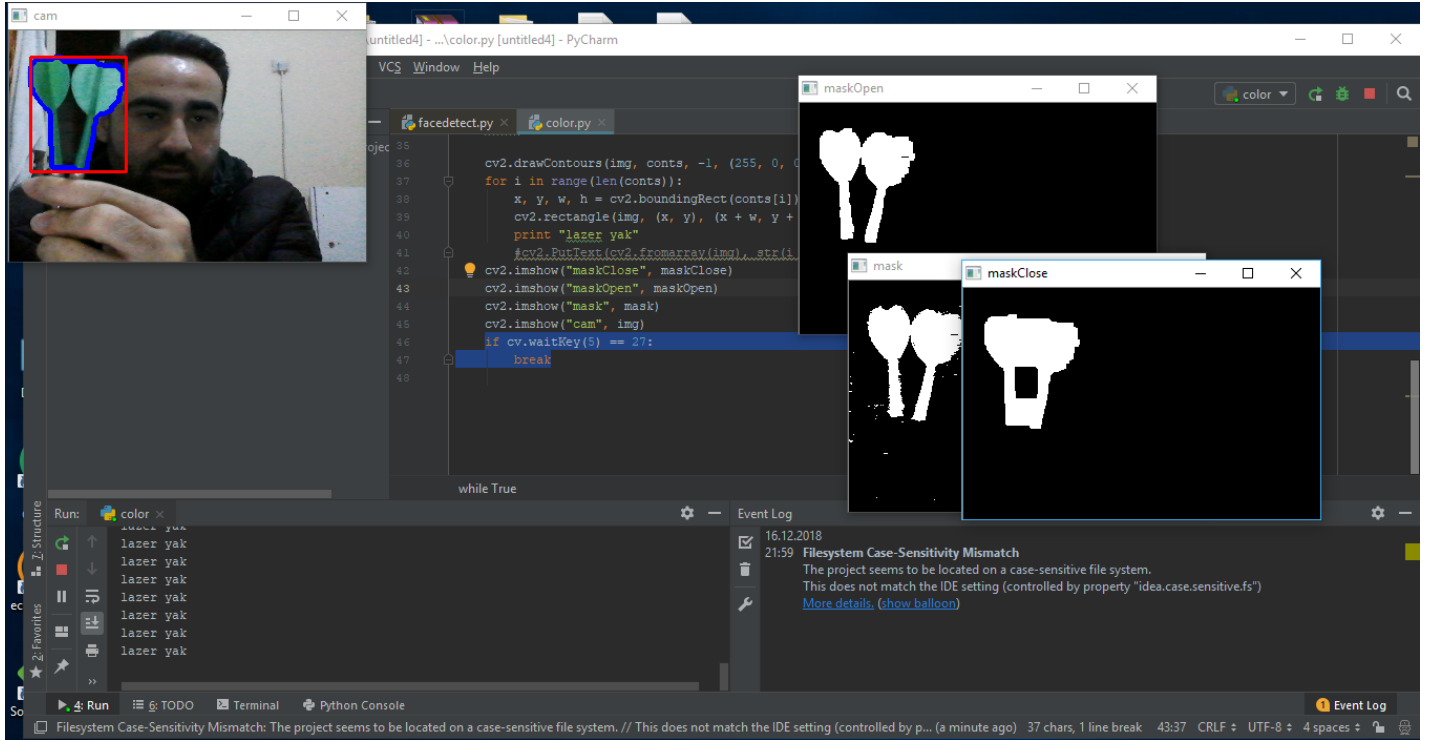 cam
\untitled4] - ...\color.py [untitled4] - PyCharm
VCS Window Help
color
facedetect.py
color.py
35
36 cv2.drawContours(img, conts, -1, (255, 0,
37 for i in range(len(conts)):
38 x, y, w, h = cv2.boundingRect(conts[i])
39 cv2.rectangle(img, (x, y), (x + w, y +
40 print "lazer yak"
41 #cv2.PutText(cv2.fromarray(img), str(i
42 cv2.imshow("maskClose", maskClose)
43 cv2.imshow("maskOpen", maskOpen)
44 cv2.imshow("mask", mask)
45 cv2.imshow("cam", img)
46 if cv.waitKey(5) == 27:
47 break
48
while True
maskOpen
mask
maskClose
Run: color
lazer yak
lazer yak
lazer yak
lazer yak
lazer yak
lazer yak
lazer yak
lazer yak
Event Log
16.12.2018
21:59 Filesystem Case-Sensitivity Mismatch
The project seems to be located on a case-sensitive file system.
This does not match the IDE setting (controlled by property "idea.case.sensitive.fs")
More details. (show balloon)
7: Structure
2: Favorites
4: Run 6: TODO Terminal Python Console
1 Event Log
Filesystem Case-Sensitivity Mismatch: The project seems to be located on a case-sensitive file system. // This does not match the IDE setting (controlled by p... (a minute ago) 37 chars, 1 line break 43:37 CRLF UTF-8 4 spaces